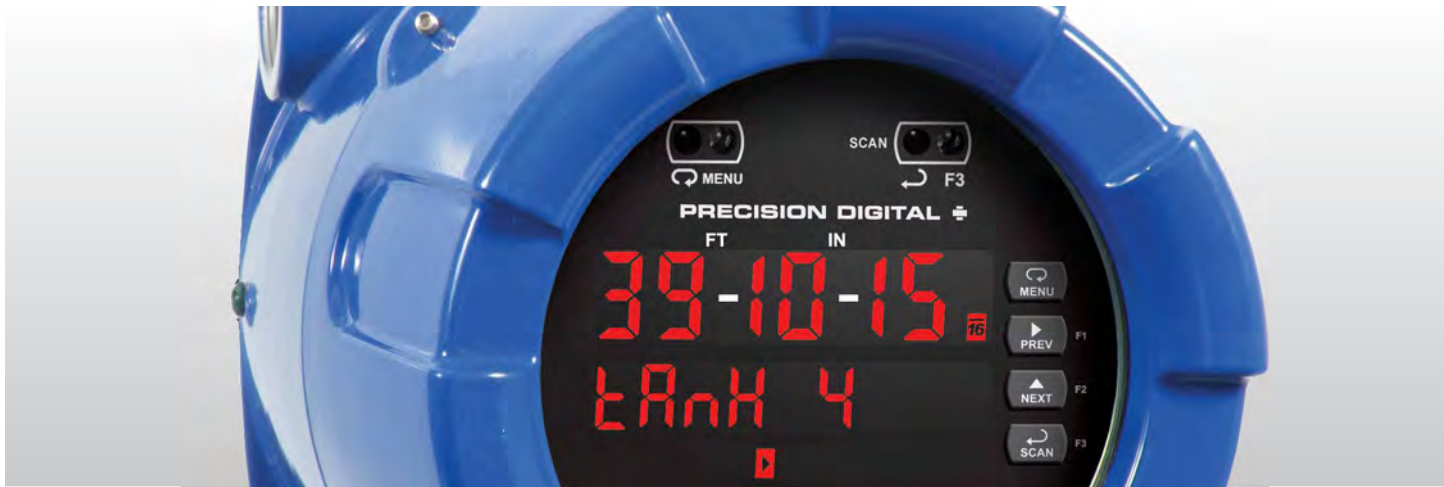 MENU
SCAN
F3
PRECISION DIGITAL
FT IN
39-10-15 16
tAnK 4
MENU
PREV F1
NEXT F2
SCAN F3